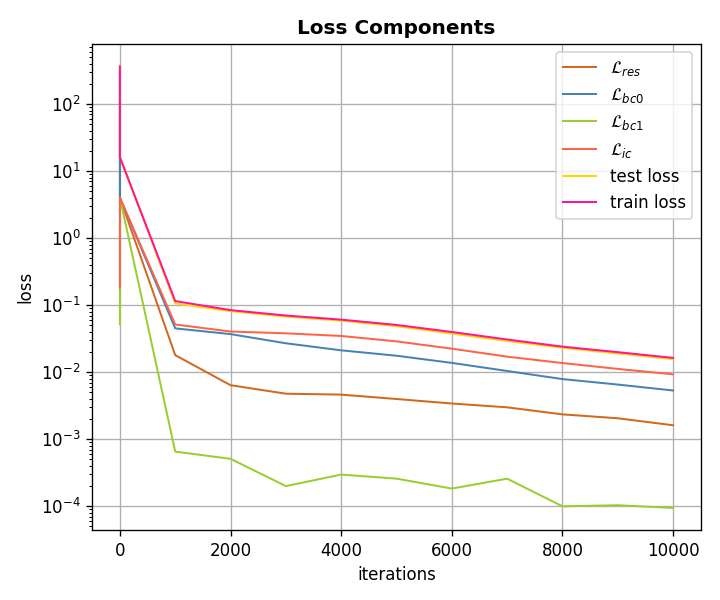 Loss Components
10²
10¹
10⁰
10⁻¹
10⁻²
10⁻³
10⁻⁴
loss
ℒres
ℒbc0
ℒbc1
ℒic
test loss
train loss
0 2000 4000 6000 8000 10000
iterations